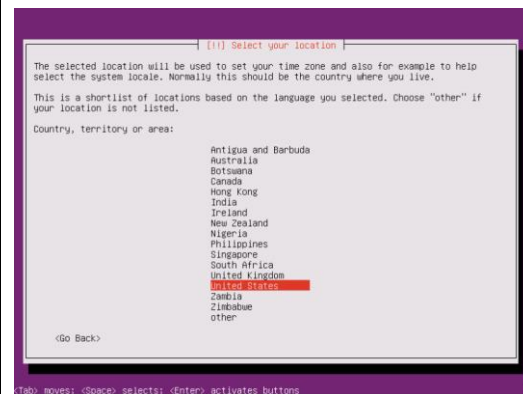 [!!] Select your location
The selected location will be used to set your time zone and also for example to help
select the system locale. Normally this should be the country where you live.
This is a shortlist of locations based on the language you selected. Choose "other" if
your location is not listed.
Country, territory or area:
Antigua and Barbuda
Australia
Botswana
Canada
Hong Kong
India
Ireland
New Zealand
Nigeria
Philippines
Singapore
South Africa
United Kingdom
United States
Zambia
Zimbabwe
other
<Go Back>
<Tab> moves; <Space> selects; <Enter> activates buttons